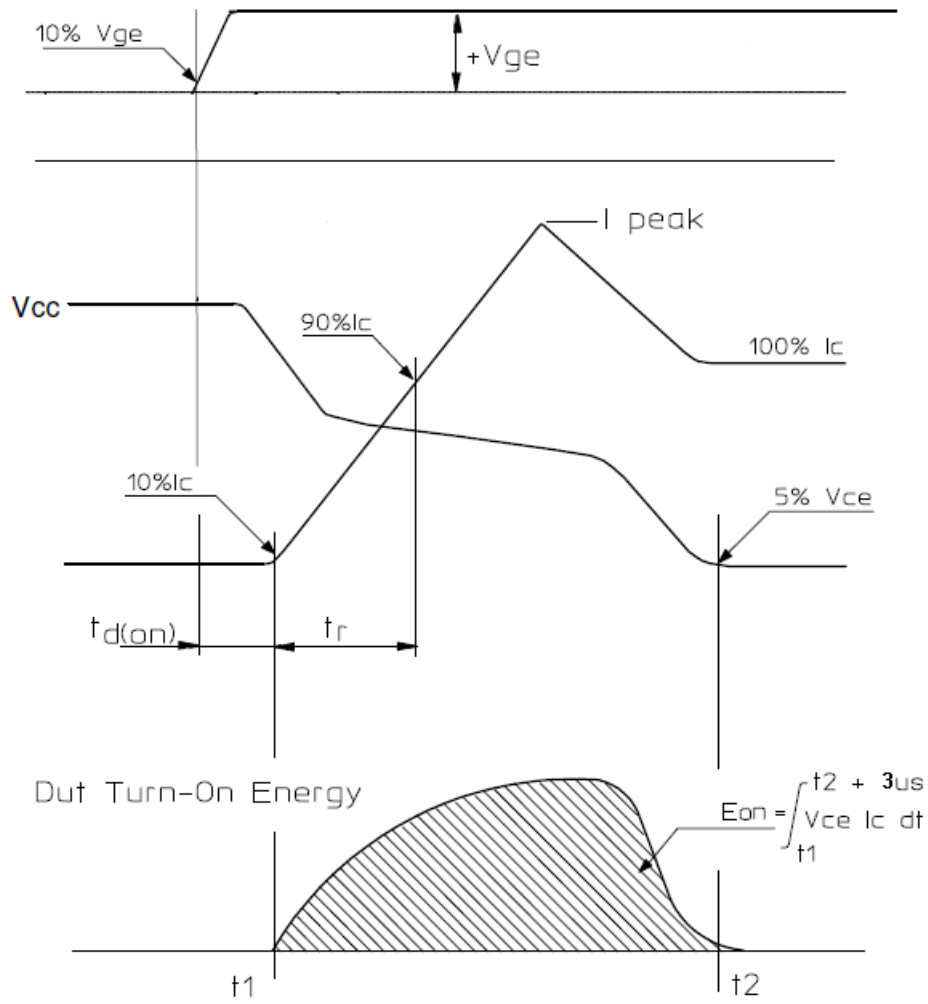 10% Vge
+Vge
I peak
Vcc
90%Ic
100% Ic
10%Ic
5% Vce
td(on)
tr
Dut Turn-On Energy
t2 + 3us
Eon = ∫ Vce Ic dt
t1
t1
t2